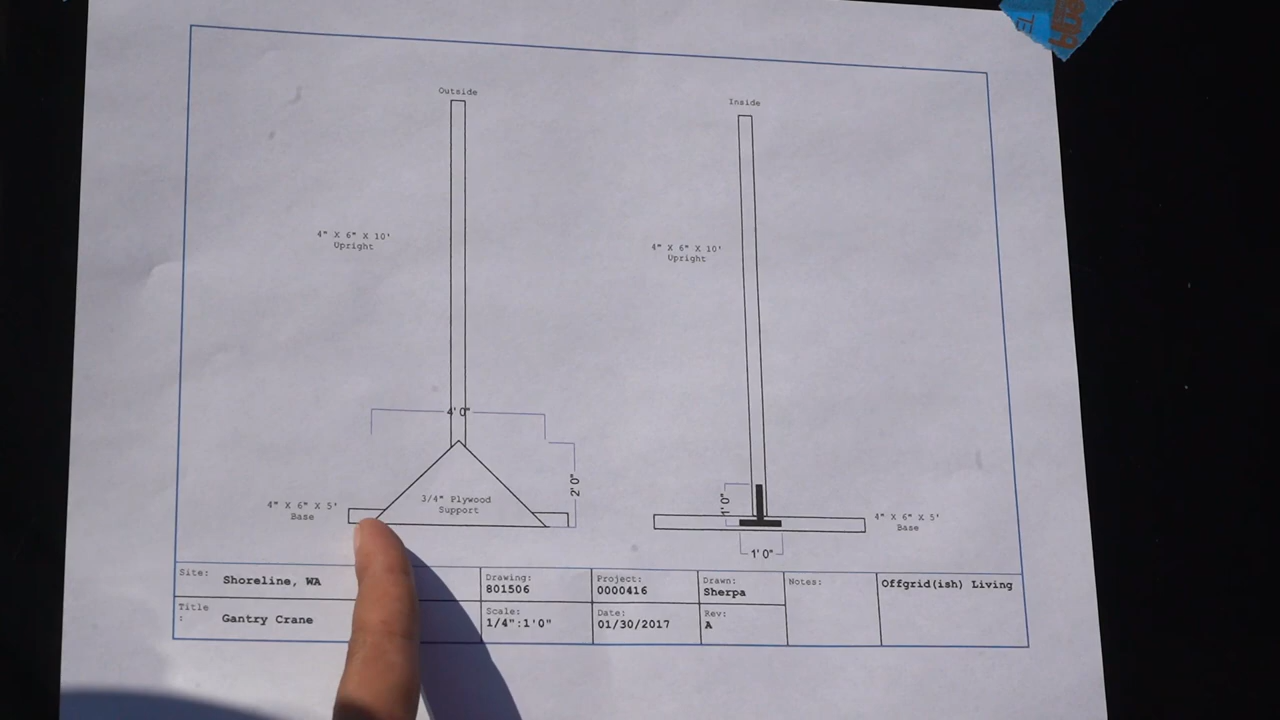 Outside
Inside
4" X 6" X 10'
Upright
4" X 6" X 10'
Upright
4' 0"
2' 0"
1' 0"
3/4" Plywood
Support
4" X 6" X 5'
Base
4" X 6" X 5'
Base
1' 0"
Site: Shoreline, WA
Drawing:
801506
Project:
0000416
Drawn:
Sherpa
Notes:
Offgrid(ish) Living
Title
:
Gantry Crane
Scale:
1/4":1'0"
Date:
01/30/2017
Rev:
A